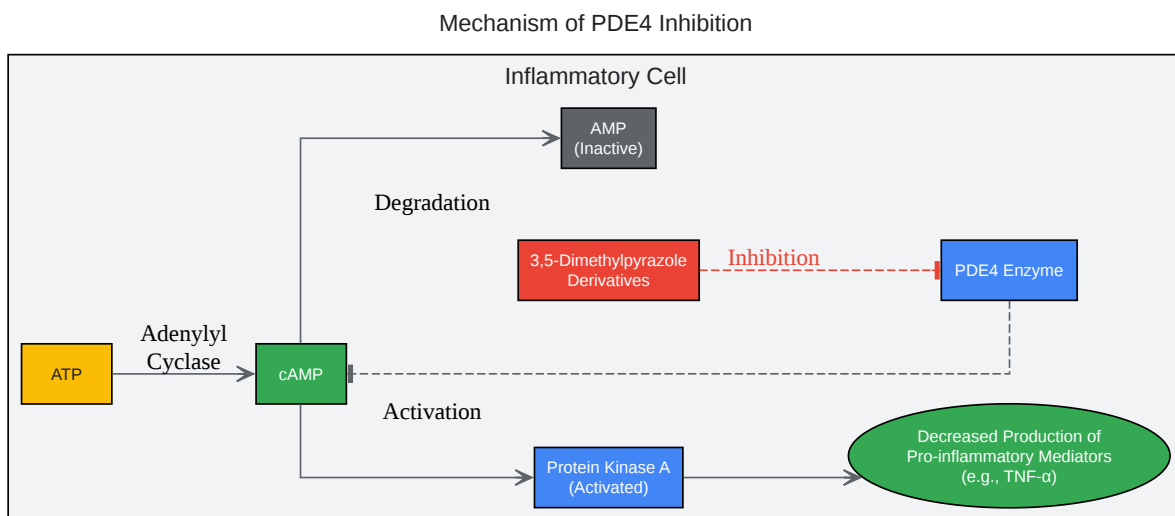 Mechanism of PDE4 Inhibition
Inflammatory Cell
AMP
(Inactive)
Degradation
3,5-Dimethylpyrazole
Derivatives
Inhibition
PDE4 Enzyme
Adenylyl
Cyclase
ATP
cAMP
Activation
Decreased Production of
Pro-inflammatory Mediators
(e.g., TNF-α)
Protein Kinase A
(Activated)